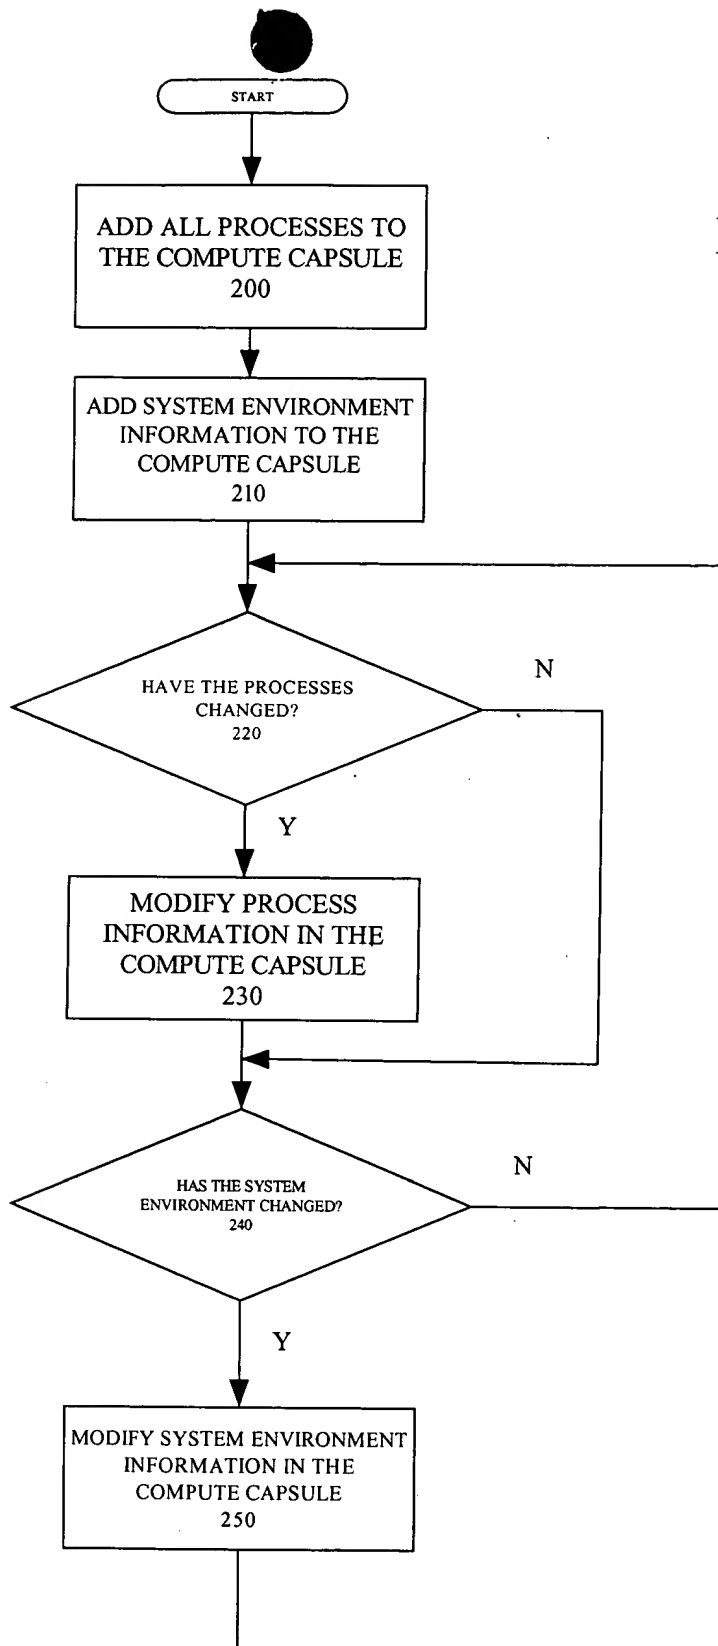 START
ADD ALL PROCESSES TO
THE COMPUTE CAPSULE
200
ADD SYSTEM ENVIRONMENT
INFORMATION TO THE
COMPUTE CAPSULE
210
HAVE THE PROCESSES
CHANGED?
220
N
Y
MODIFY PROCESS
INFORMATION IN THE
COMPUTE CAPSULE
230
HAS THE SYSTEM
ENVIRONMENT CHANGED?
240
N
Y
MODIFY SYSTEM ENVIRONMENT
INFORMATION IN THE
COMPUTE CAPSULE
250